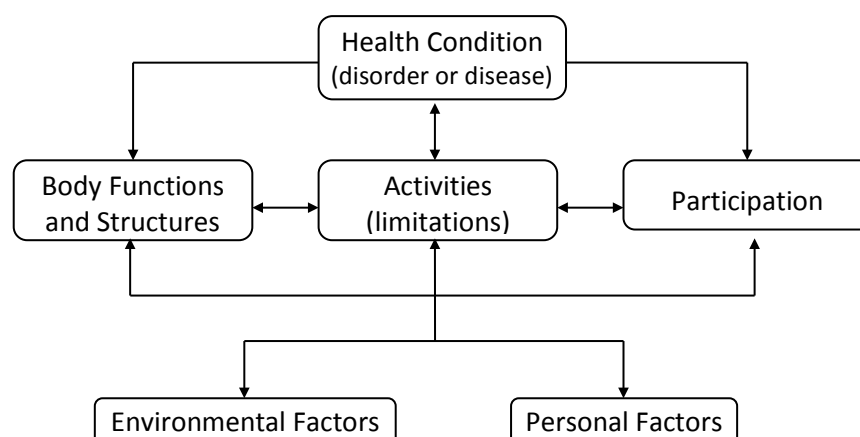 Health Condition
(disorder or disease)
Body Functions
and Structures
Activities
(limitations)
Participation
Environmental Factors
Personal Factors